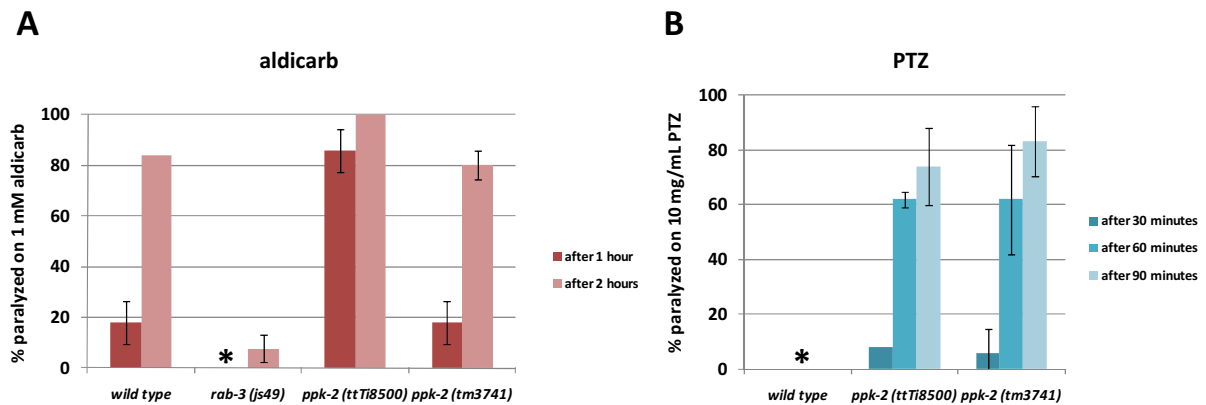 A
aldicarb
% paralyzed on 1 mM aldicarb
100
80
60
40
20
0
*
wild type
rab-3 (js49)
ppk-2 (ttTi8500)
ppk-2 (tm3741)
after 1 hour
after 2 hours
B
PTZ
% paralyzed on 10 mg/mL PTZ
100
80
60
40
20
0
*
wild type
ppk-2 (ttTi8500)
ppk-2 (tm3741)
after 30 minutes
after 60 minutes
after 90 minutes